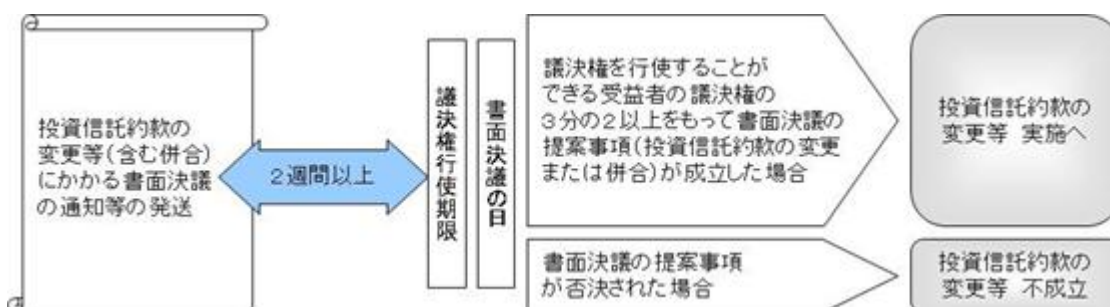 投資信託約款の
変更等(含む併合)
にかかる書面決議
の通知等の発送
2週間以上
議決権行使期限
書面決議の日
議決権を行使することが
できる受益者の議決権の
3分の2以上をもって書面決議の
提案事項(投資信託約款の変更
または併合)が成立した場合
投資信託約款の
変更等 実施へ
書面決議の提案事項
が否決された場合
投資信託約款の
変更等 不成立